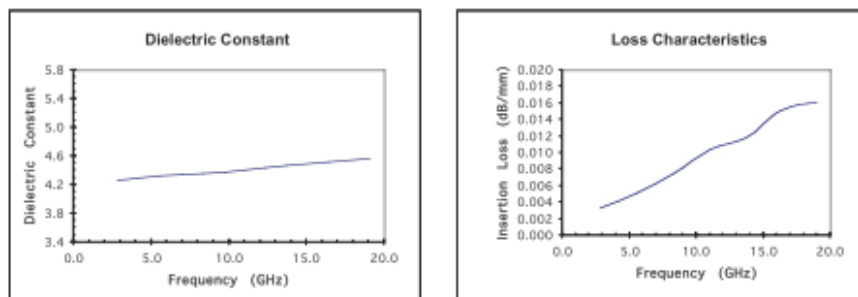 Dielectric Constant
Dielectric Constant
5.8
5.4
5.0
4.6
4.2
3.8
3.4
0.0 5.0 10.0 15.0 20.0
Frequency (GHz)
Loss Characteristics
Insertion Loss (dB/mm)
0.020
0.018
0.016
0.014
0.012
0.010
0.008
0.006
0.004
0.002
0.000
0.0 5.0 10.0 15.0 20.0
Frequency (GHz)